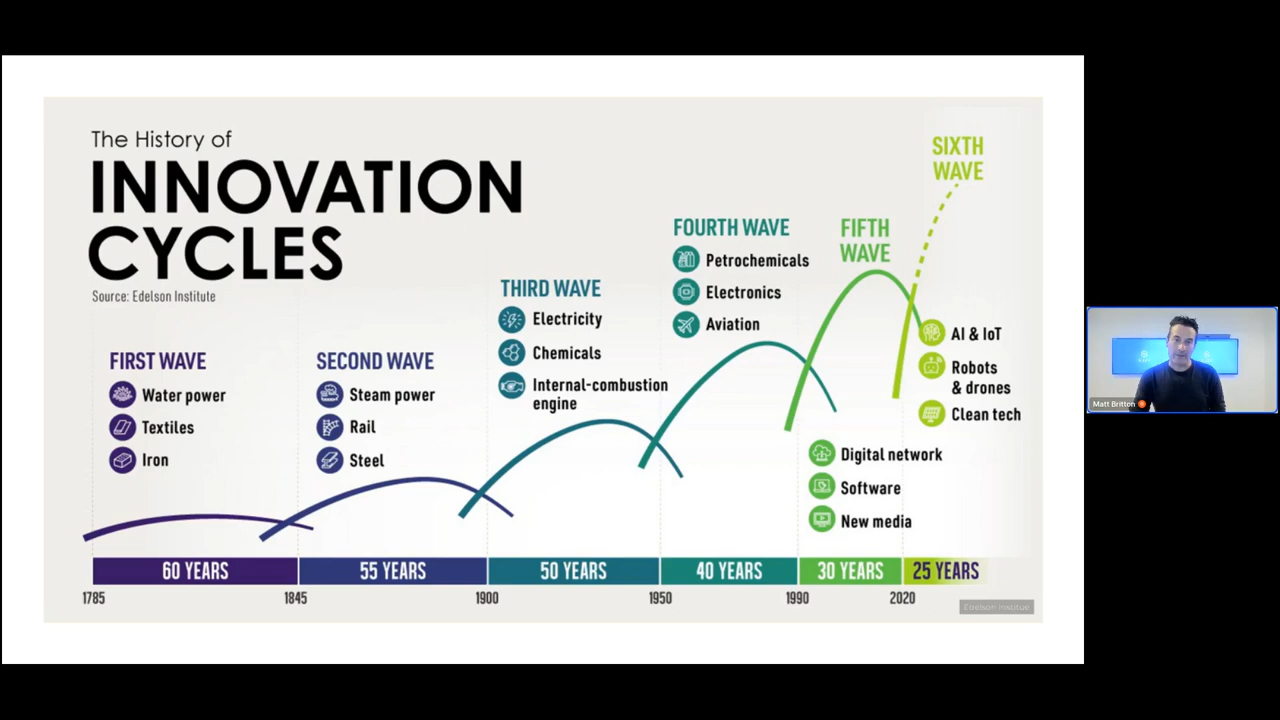 The History of
INNOVATION
CYCLES
Source: Edelson Institute
FIRST WAVE
Water power
Textiles
Iron
SECOND WAVE
Steam power
Rail
Steel
THIRD WAVE
Electricity
Chemicals
Internal-combustion
engine
FOURTH WAVE
Petrochemicals
Electronics
Aviation
FIFTH
WAVE
Digital network
Software
New media
SIXTH
WAVE
AI & IoT
Robots
& drones
Clean tech
60 YEARS
55 YEARS
50 YEARS
40 YEARS
30 YEARS
25 YEARS
1785
1845
1900
1950
1990
2020
Edelson Institue
Matt Britton